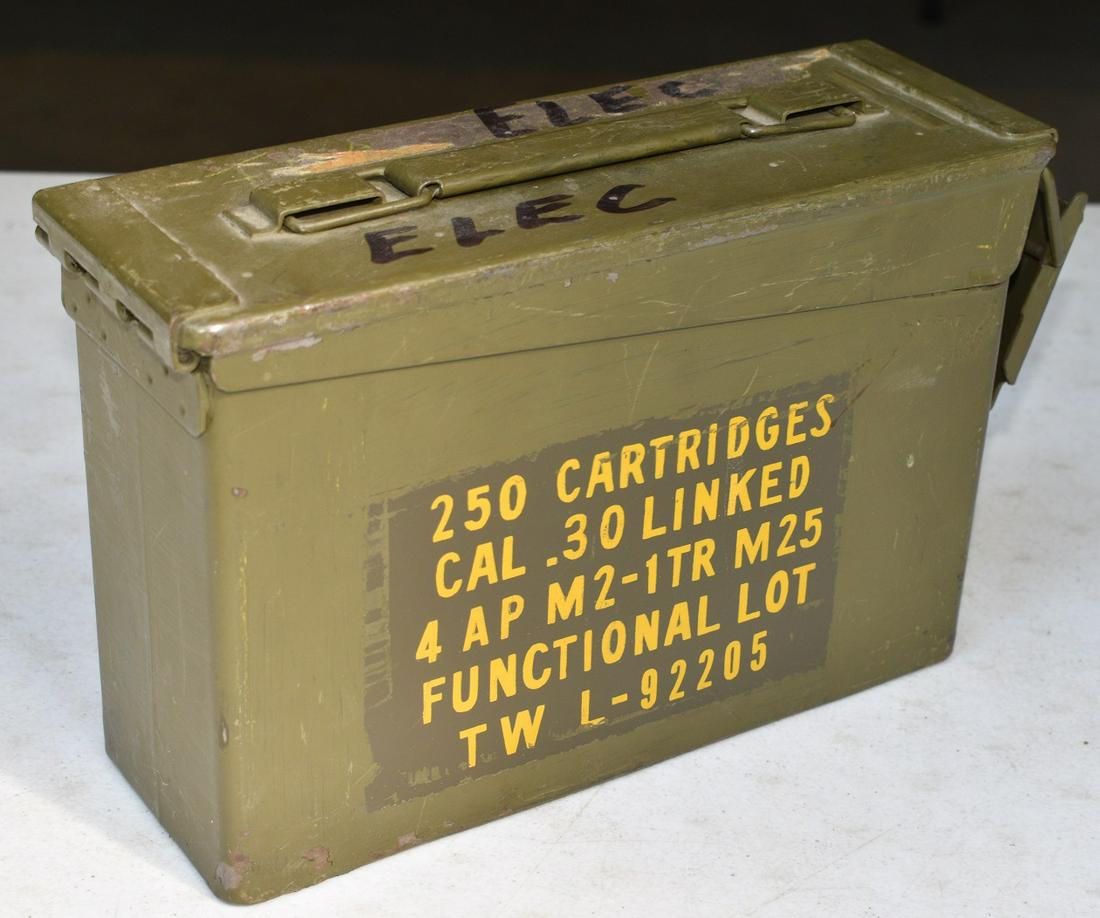 ELEC
ELEC
250 CARTRIDGES
CAL .30 LINKED
4 AP M2-1TR M25
FUNCTIONAL LOT
TW L-92205